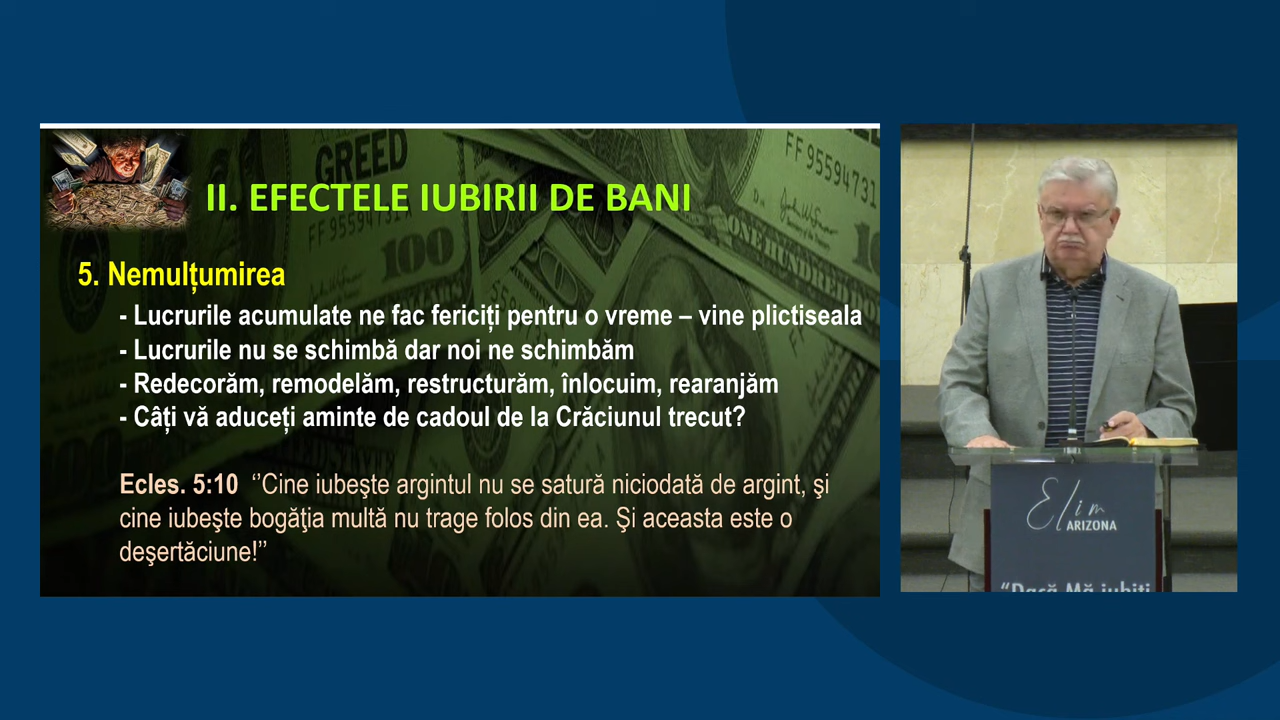 GREED
FF 9559473
100
II. EFECTELE IUBIRII DE BANI
5. Nemulțumirea
- Lucrurile acumulate ne fac fericiți pentru o vreme – vine plictiseala
- Lucrurile nu se schimbă dar noi ne schimbăm
- Redecorăm, remodelăm, restructurăm, înlocuim, rearanjăm
- Câți vă aduceți aminte de cadoul de la Crăciunul trecut?
Ecles. 5:10 ‘’Cine iubeşte argintul nu se satură niciodată de argint, şi
cine iubeşte bogăţia multă nu trage folos din ea. Şi aceasta este o
deşertăciune!’’
Elim
ARIZONA
“Dacă Mă iubiți